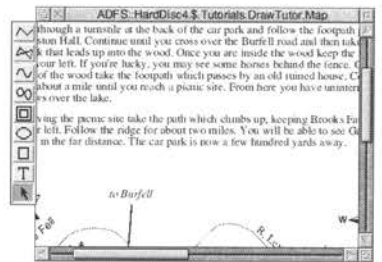 ADFS::HardDisc4.$.Tutorials.DrawTutor.Map
through a turnstile at the back of the car park and follow the footpath
ston Hall. Continue until you cross over the Burfell road and then take
k that leads up into the wood. Once you are inside the wood keep the
your left. If you're lucky, you may see some horses behind the fence. C
of the wood take the footpath which passes by an old ruined house. C
about a mile until you reach a picnic site. From here you have uninterr
ws over the lake.
ving the picnic site take the path which climbs up, keeping Brooks Fa
r left. Follow the ridge for about two miles. You will be able to see G
in the far distance. The car park is now a few hundred yards away.
T
to Burfell
Fell
R. L
W